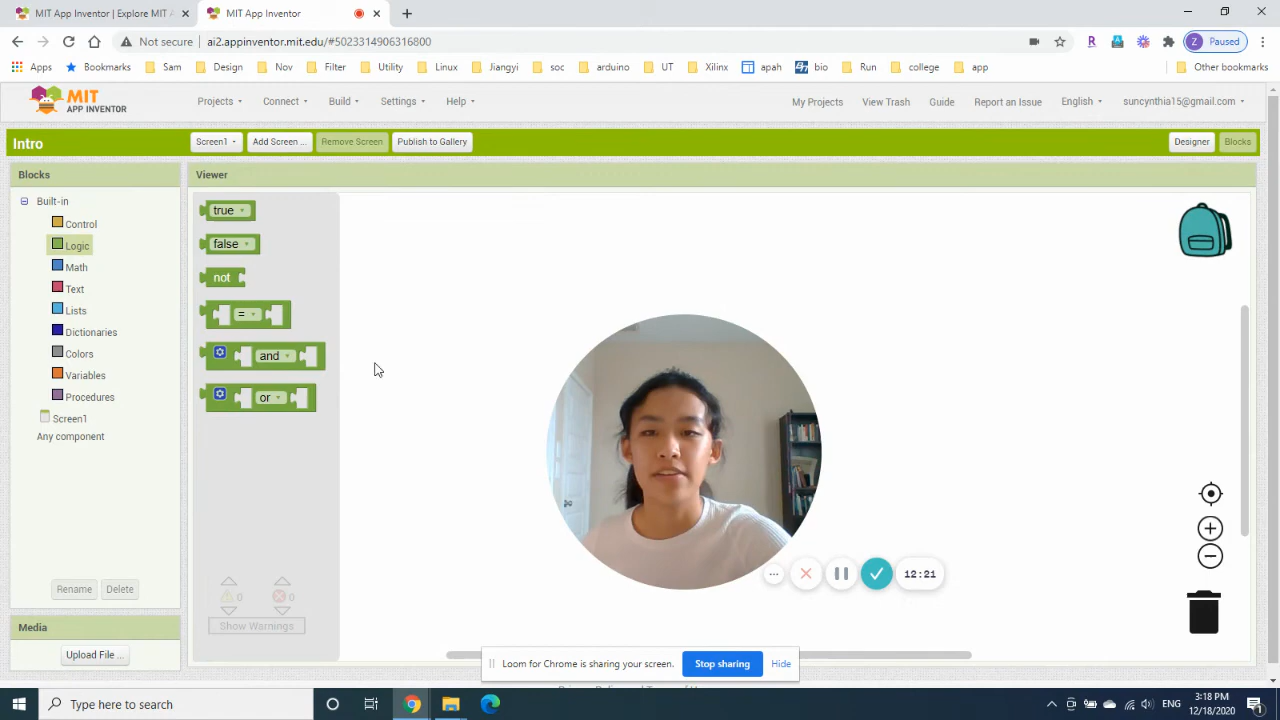 MIT App Inventor | Explore MIT A
MIT App Inventor
Not secure
ai2.appinventor.mit.edu/#5023314906316800
Z
Paused
Apps
Bookmarks
Sam
Design
Nov
Filter
Utility
Linux
Jiangyi
soc
arduino
UT
Xilinx
apah
bio
Run
college
app
Other bookmarks
MIT
APP INVENTOR
Projects
Connect
Build
Settings
Help
My Projects
View Trash
Guide
Report an Issue
English
suncynthia15@gmail.com
Intro
Screen1
Add Screen ...
Remove Screen
Publish to Gallery
Designer
Blocks
Blocks
Viewer
Built-in
Control
Logic
Math
Text
Lists
Dictionaries
Colors
Variables
Procedures
Screen1
Any component
true
false
not
=
and
or
Rename
Delete
0
0
Show Warnings
Media
Upload File ...
12:21
Loom for Chrome is sharing your screen.
Stop sharing
Hide
Type here to search
ENG
3:18 PM
12/18/2020
1